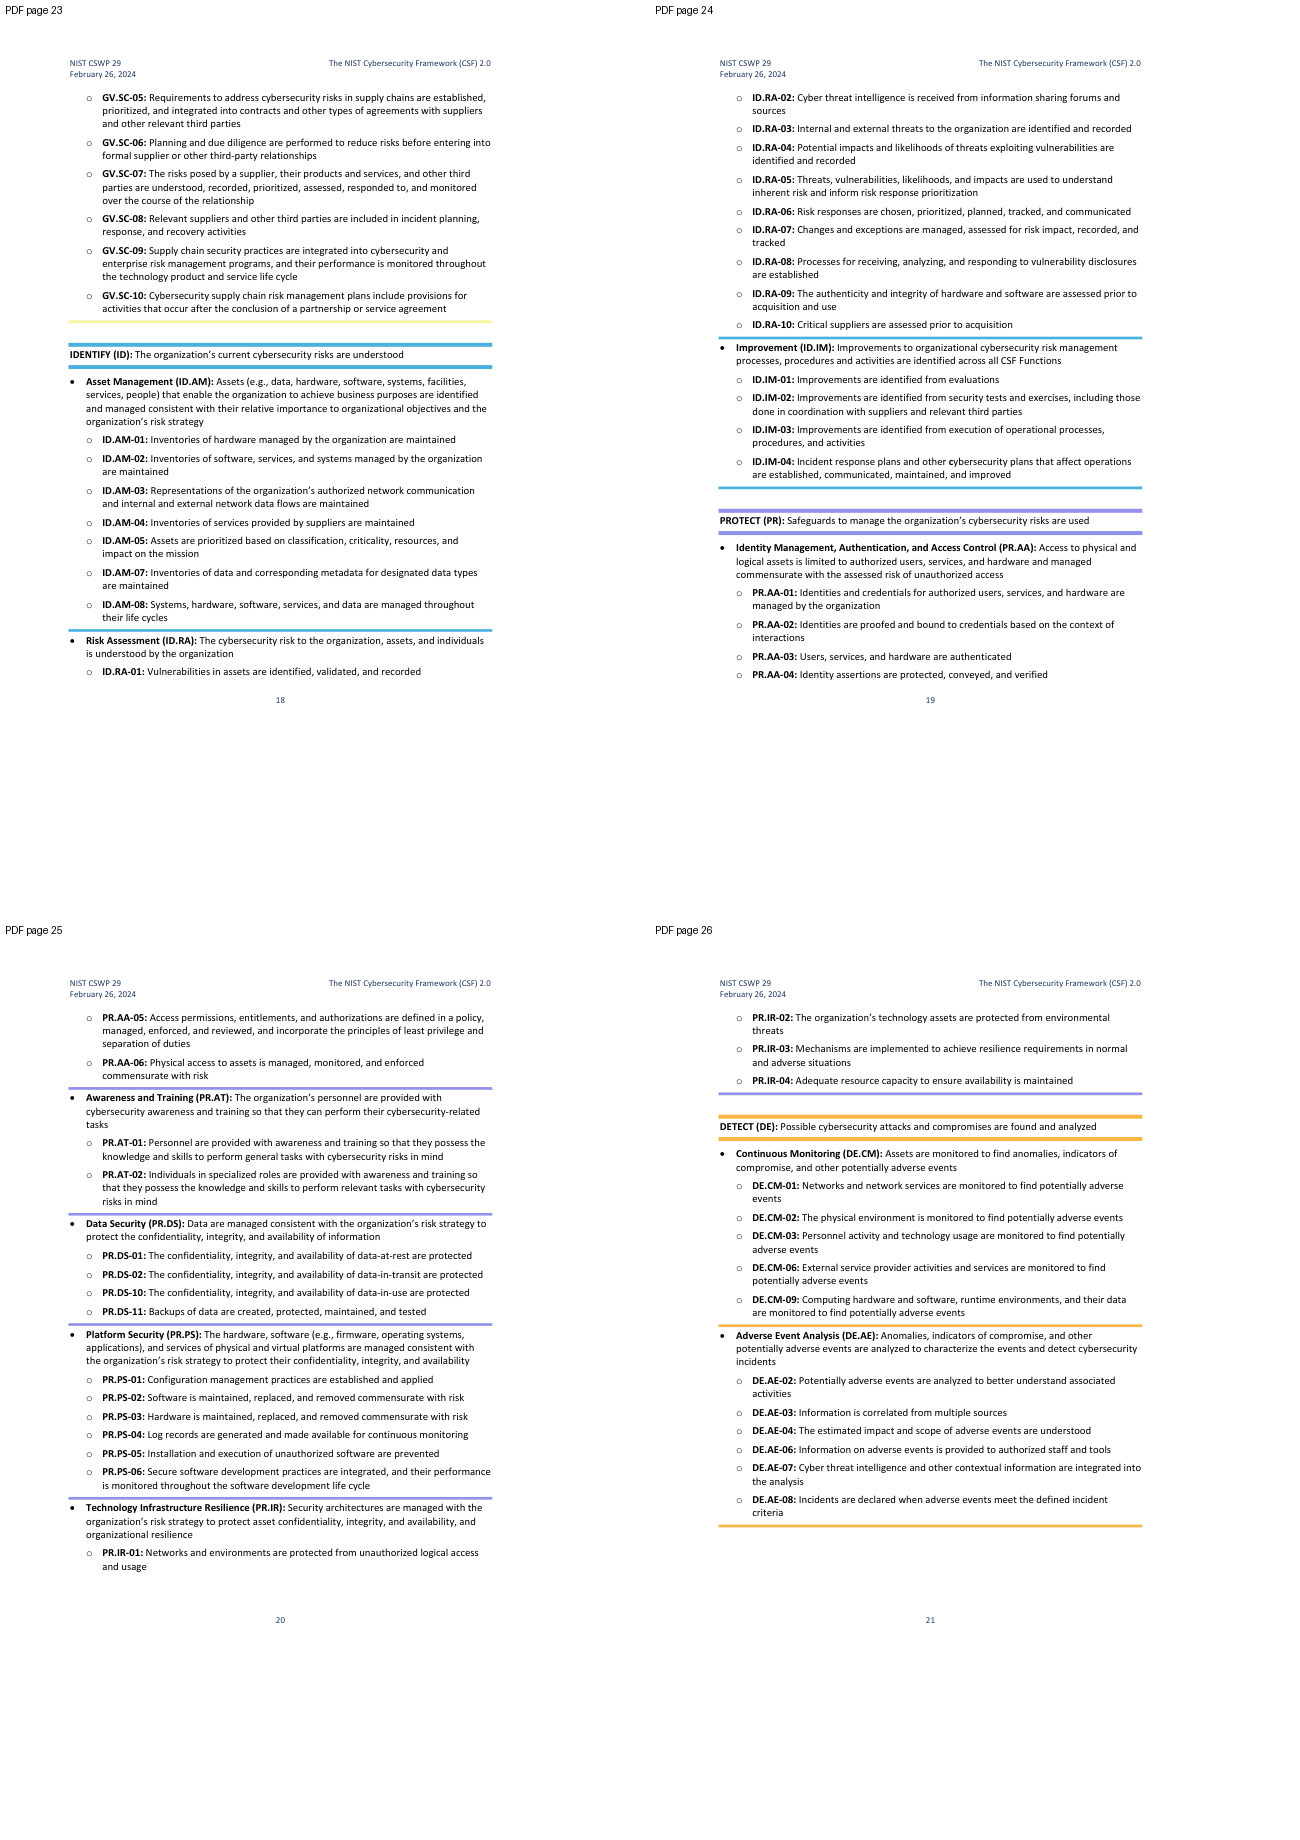 PDF page 23
NIST CSWP 29
The NIST Cybersecurity Framework (CSF) 2.0
February 26, 2024
○ GV.SC-05: Requirements to address cybersecurity risks in supply chains are established,
prioritized, and integrated into contracts and other types of agreements with suppliers
and other relevant third parties
○ GV.SC-06: Planning and due diligence are performed to reduce risks before entering into
formal supplier or other third-party relationships
○ GV.SC-07: The risks posed by a supplier, their products and services, and other third
parties are understood, recorded, prioritized, assessed, responded to, and monitored
over the course of the relationship
○ GV.SC-08: Relevant suppliers and other third parties are included in incident planning,
response, and recovery activities
○ GV.SC-09: Supply chain security practices are integrated into cybersecurity and
enterprise risk management programs, and their performance is monitored throughout
the technology product and service life cycle
○ GV.SC-10: Cybersecurity supply chain risk management plans include provisions for
activities that occur after the conclusion of a partnership or service agreement
IDENTIFY (ID): The organization's current cybersecurity risks are understood
• Asset Management (ID.AM): Assets (e.g., data, hardware, software, systems, facilities,
services, people) that enable the organization to achieve business purposes are identified
and managed consistent with their relative importance to organizational objectives and the
organization's risk strategy
○ ID.AM-01: Inventories of hardware managed by the organization are maintained
○ ID.AM-02: Inventories of software, services, and systems managed by the organization
are maintained
○ ID.AM-03: Representations of the organization's authorized network communication
and internal and external network data flows are maintained
○ ID.AM-04: Inventories of services provided by suppliers are maintained
○ ID.AM-05: Assets are prioritized based on classification, criticality, resources, and
impact on the mission
○ ID.AM-07: Inventories of data and corresponding metadata for designated data types
are maintained
○ ID.AM-08: Systems, hardware, software, services, and data are managed throughout
their life cycles
• Risk Assessment (ID.RA): The cybersecurity risk to the organization, assets, and individuals
is understood by the organization
○ ID.RA-01: Vulnerabilities in assets are identified, validated, and recorded
18
PDF page 24
NIST CSWP 29
The NIST Cybersecurity Framework (CSF) 2.0
February 26, 2024
○ ID.RA-02: Cyber threat intelligence is received from information sharing forums and
sources
○ ID.RA-03: Internal and external threats to the organization are identified and recorded
○ ID.RA-04: Potential impacts and likelihoods of threats exploiting vulnerabilities are
identified and recorded
○ ID.RA-05: Threats, vulnerabilities, likelihoods, and impacts are used to understand
inherent risk and inform risk response prioritization
○ ID.RA-06: Risk responses are chosen, prioritized, planned, tracked, and communicated
○ ID.RA-07: Changes and exceptions are managed, assessed for risk impact, recorded, and
tracked
○ ID.RA-08: Processes for receiving, analyzing, and responding to vulnerability disclosures
are established
○ ID.RA-09: The authenticity and integrity of hardware and software are assessed prior to
acquisition and use
○ ID.RA-10: Critical suppliers are assessed prior to acquisition
• Improvement (ID.IM): Improvements to organizational cybersecurity risk management
processes, procedures and activities are identified across all CSF Functions
○ ID.IM-01: Improvements are identified from evaluations
○ ID.IM-02: Improvements are identified from security tests and exercises, including those
done in coordination with suppliers and relevant third parties
○ ID.IM-03: Improvements are identified from execution of operational processes,
procedures, and activities
○ ID.IM-04: Incident response plans and other cybersecurity plans that affect operations
are established, communicated, maintained, and improved
PROTECT (PR): Safeguards to manage the organization's cybersecurity risks are used
• Identity Management, Authentication, and Access Control (PR.AA): Access to physical and
logical assets is limited to authorized users, services, and hardware and managed
commensurate with the assessed risk of unauthorized access
○ PR.AA-01: Identities and credentials for authorized users, services, and hardware are
managed by the organization
○ PR.AA-02: Identities are proofed and bound to credentials based on the context of
interactions
○ PR.AA-03: Users, services, and hardware are authenticated
○ PR.AA-04: Identity assertions are protected, conveyed, and verified
19
PDF page 25
NIST CSWP 29
The NIST Cybersecurity Framework (CSF) 2.0
February 26, 2024
○ PR.AA-05: Access permissions, entitlements, and authorizations are defined in a policy,
managed, enforced, and reviewed, and incorporate the principles of least privilege and
separation of duties
○ PR.AA-06: Physical access to assets is managed, monitored, and enforced
commensurate with risk
• Awareness and Training (PR.AT): The organization's personnel are provided with
cybersecurity awareness and training so that they can perform their cybersecurity-related
tasks
○ PR.AT-01: Personnel are provided with awareness and training so that they possess the
knowledge and skills to perform general tasks with cybersecurity risks in mind
○ PR.AT-02: Individuals in specialized roles are provided with awareness and training so
that they possess the knowledge and skills to perform relevant tasks with cybersecurity
risks in mind
• Data Security (PR.DS): Data are managed consistent with the organization's risk strategy to
protect the confidentiality, integrity, and availability of information
○ PR.DS-01: The confidentiality, integrity, and availability of data-at-rest are protected
○ PR.DS-02: The confidentiality, integrity, and availability of data-in-transit are protected
○ PR.DS-10: The confidentiality, integrity, and availability of data-in-use are protected
○ PR.DS-11: Backups of data are created, protected, maintained, and tested
• Platform Security (PR.PS): The hardware, software (e.g., firmware, operating systems,
applications), and services of physical and virtual platforms are managed consistent with
the organization's risk strategy to protect their confidentiality, integrity, and availability
○ PR.PS-01: Configuration management practices are established and applied
○ PR.PS-02: Software is maintained, replaced, and removed commensurate with risk
○ PR.PS-03: Hardware is maintained, replaced, and removed commensurate with risk
○ PR.PS-04: Log records are generated and made available for continuous monitoring
○ PR.PS-05: Installation and execution of unauthorized software are prevented
○ PR.PS-06: Secure software development practices are integrated, and their performance
is monitored throughout the software development life cycle
• Technology Infrastructure Resilience (PR.IR): Security architectures are managed with the
organization's risk strategy to protect asset confidentiality, integrity, and availability, and
organizational resilience
○ PR.IR-01: Networks and environments are protected from unauthorized logical access
and usage
20
PDF page 26
NIST CSWP 29
The NIST Cybersecurity Framework (CSF) 2.0
February 26, 2024
○ PR.IR-02: The organization's technology assets are protected from environmental
threats
○ PR.IR-03: Mechanisms are implemented to achieve resilience requirements in normal
and adverse situations
○ PR.IR-04: Adequate resource capacity to ensure availability is maintained
DETECT (DE): Possible cybersecurity attacks and compromises are found and analyzed
• Continuous Monitoring (DE.CM): Assets are monitored to find anomalies, indicators of
compromise, and other potentially adverse events
○ DE.CM-01: Networks and network services are monitored to find potentially adverse
events
○ DE.CM-02: The physical environment is monitored to find potentially adverse events
○ DE.CM-03: Personnel activity and technology usage are monitored to find potentially
adverse events
○ DE.CM-06: External service provider activities and services are monitored to find
potentially adverse events
○ DE.CM-09: Computing hardware and software, runtime environments, and their data
are monitored to find potentially adverse events
• Adverse Event Analysis (DE.AE): Anomalies, indicators of compromise, and other
potentially adverse events are analyzed to characterize the events and detect cybersecurity
incidents
○ DE.AE-02: Potentially adverse events are analyzed to better understand associated
activities
○ DE.AE-03: Information is correlated from multiple sources
○ DE.AE-04: The estimated impact and scope of adverse events are understood
○ DE.AE-06: Information on adverse events is provided to authorized staff and tools
○ DE.AE-07: Cyber threat intelligence and other contextual information are integrated into
the analysis
○ DE.AE-08: Incidents are declared when adverse events meet the defined incident
criteria
21